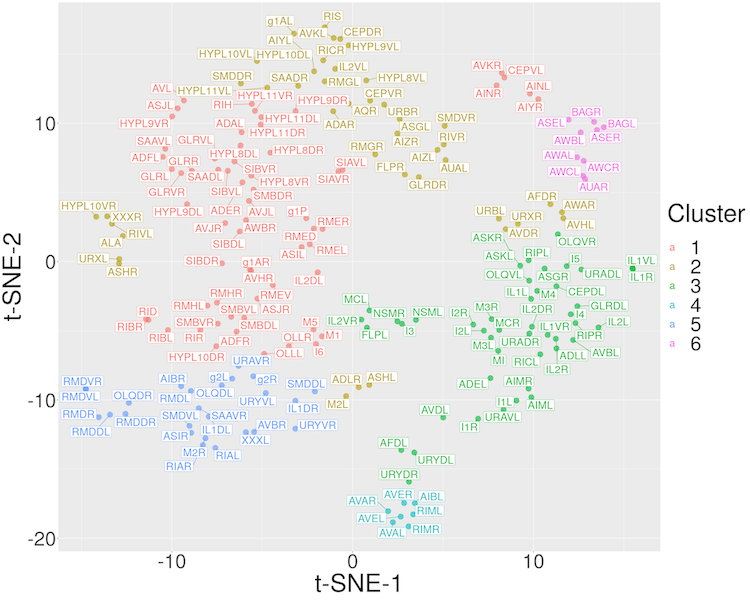 RIS
g1AL
AVKL
CEPDR
AIYL
RICR
HYPL9VL
HYPL10VL
HYPL10DL
IL2VL
AVKR
CEPVL
SMDDR
SAADR
RMGL
HYPL8VL
AINL
AVL
HYPL11VL
HYPL11VR
HYPL9DR
CEPVR
AINR
AIYR
ASJL
RIH
AQR
URBR
SMDVR
BAGR
HYPL9VR
ADAL
HYPL11DL
ADAR
ASGL
ASEL
BAGL
SAAVL
GLRVL
HYPL11DR
AIZR
RIVR
AWBL
ASER
ADFL
GLRR
HYPL8DL
HYPL8DR
RMGR
AIZL
AWAL
GLRL
SAADL
SIBVR
SIAVL
FLPR
AUAL
AWCR
GLRVR
SIBVL
HYPL8VR
SIAVR
GLRDR
AWCL
AUAR
SMBDR
AFDR
HYPL10VR
HYPL9DL
ADER
AVJL
g1P
URBL
AWAR
XXXR
AVJR
AWBR
RMER
URXR
AVHL
RIVL
SIBDL
RMED
ASKR
AVDR
OLQVR
ALA
ASIL
RMEL
ASKL
RIPL
I5
IL1VL
URXL
SIBDR
g1AR
ASGR
URADL
IL1R
ASHR
AVHR
IL2DL
OLQVL
M4
CEPDL
RMHR
RMEV
MCL
IL1L
GLRDL
RID
RMHL
SMBVL
ASJR
NSMR
NSML
I2R
M3R
IL2DR
I4
RIBR
SMBVR
SMBDL
M5
IL2VR
MCR
IL1VR
IL2L
RIBL
RIR
ADFR
OLLR
M1
FLPL
I3
I2L
URADR
RIPR
HYPL10DR
OLLL
I6
M3L
ADLL
AVBL
URAVR
MI
RICL
IL2R
RMDVR
AIBR
g2L
g2R
SMDDL
ADLR
ASHL
ADEL
AIMR
RMDVL
OLQDR
RMDL
OLQDL
URYVL
M2L
I1L
AIML
RMDR
RMDDR
SMDVL
SAAVR
IL1DR
AVDL
URAVL
RMDDL
ASIR
IL1DL
AVBR
URYVR
I1R
M2R
XXXL
AFDL
RIAR
RIAL
URYDL
URYDR
AVAR
AVER
AIBL
AVEL
RIML
AVAL
RIMR
10
0
-10
-20
-10
0
10
t-SNE-1
t-SNE-2
Cluster
a 1
a 2
a 3
a 4
a 5
a 6